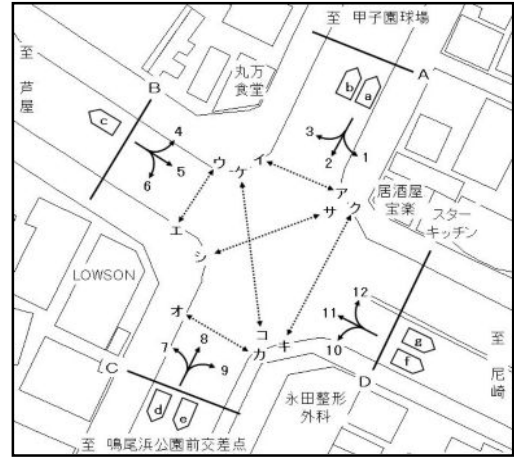 至 甲子園球場
A
丸万
食堂
至
芦
屋
B
b
a
c
4
5
6
3
2
1
ウ
ケ
イ
ア
サ
ク
居酒屋
宝楽
スター
キッチン
エ
シ
LOWSON
オ
コ
カ
キ
12
11
10
7
8
9
g
f
至
尼
崎
C
D
d
e
永田整形
外科
至 鳴尾浜公園前交差点